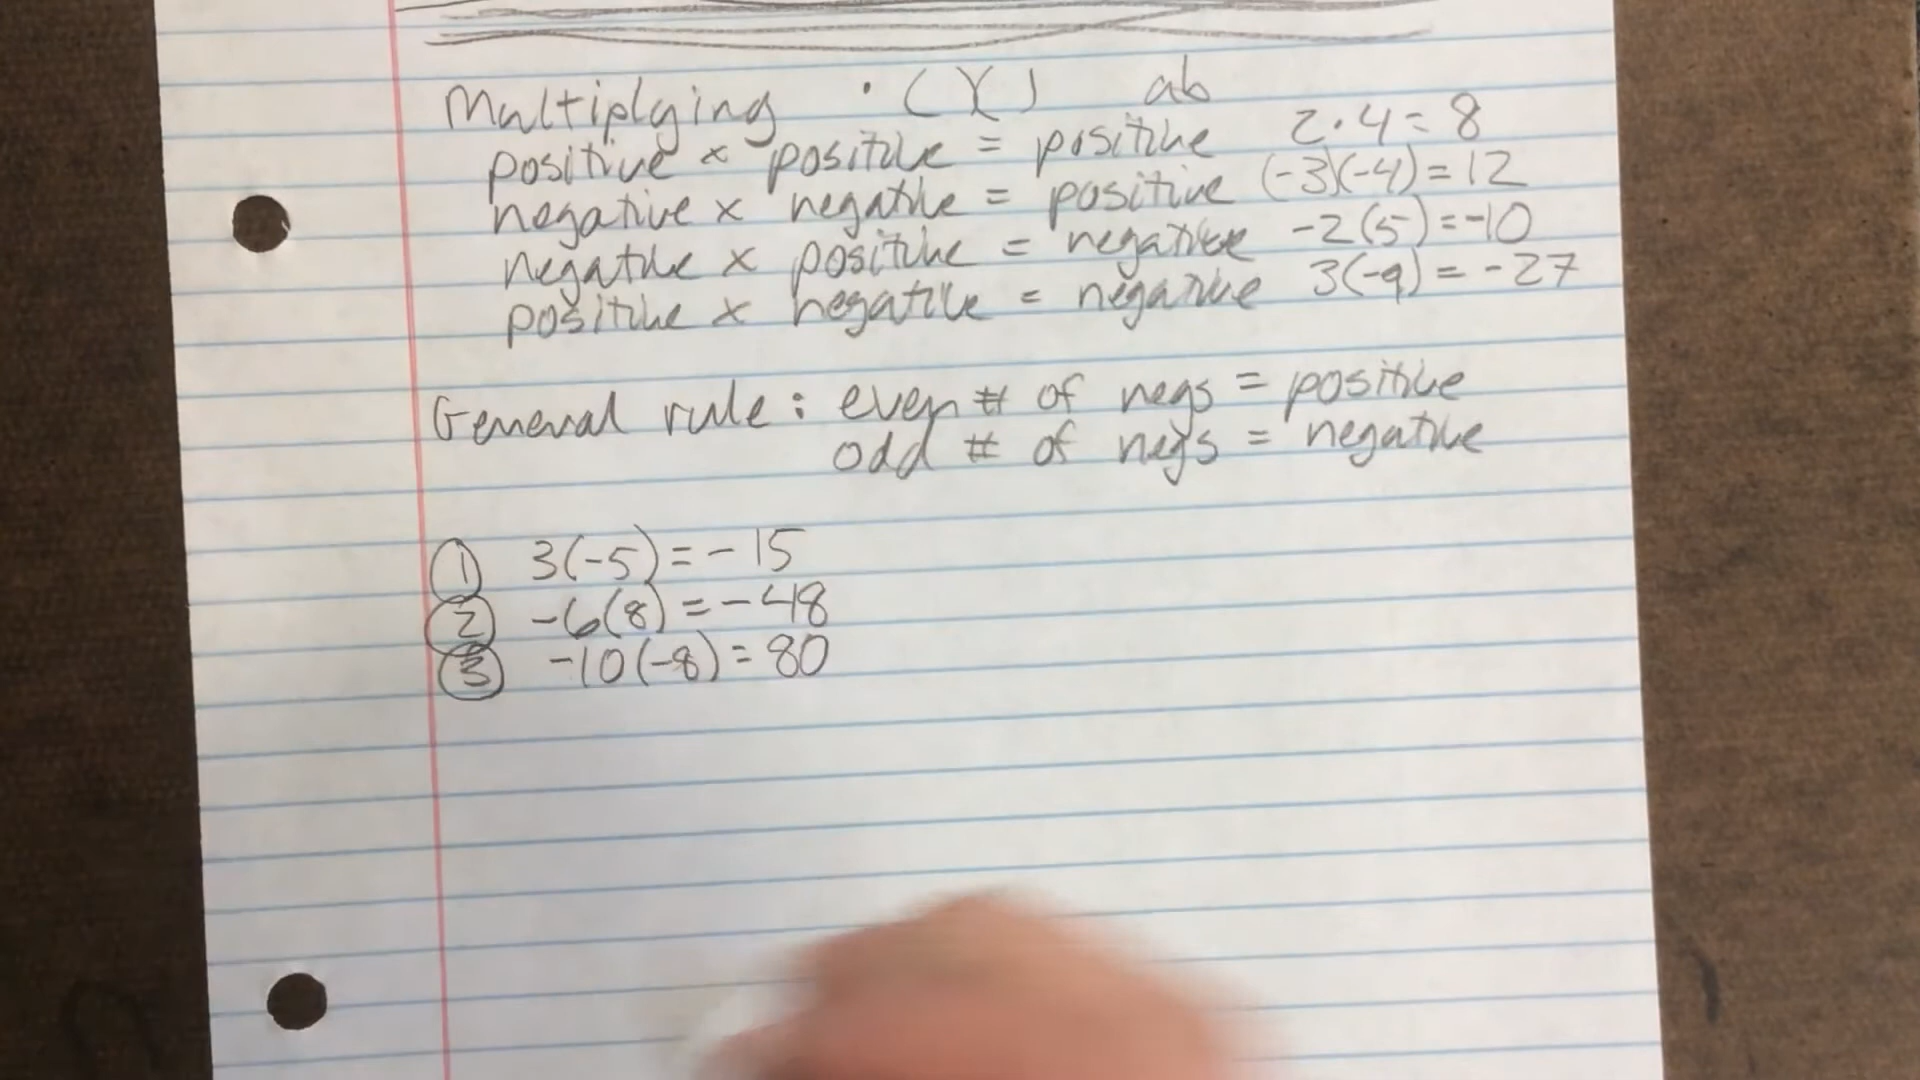 Multiplying · ( )( ) ab
positive x positive = positive 2·4=8
negative x negative = positive (-3)(-4)=12
negative x positive = negative -2(5)=-10
positive x negative = negative 3(-9) = -27
General rule: even # of negs = positive
odd # of negs = negative
① 3(-5)=-15
② -6(8)=-48
③ -10(-8)=80